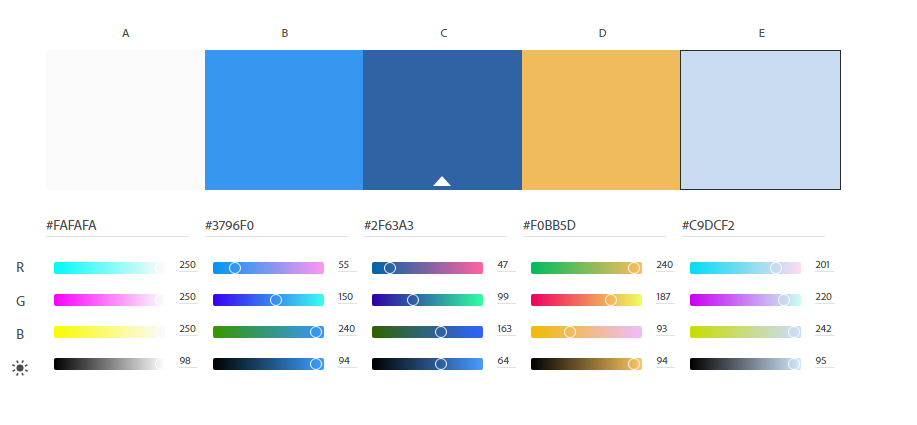 A B C D E
#FAFAFA #3796F0 #2F63A3 #F0BB5D #C9DCF2
R 250 55 47 240 201
G 250 150 99 187 220
B 250 240 163 93 242
98 94 64 94 95